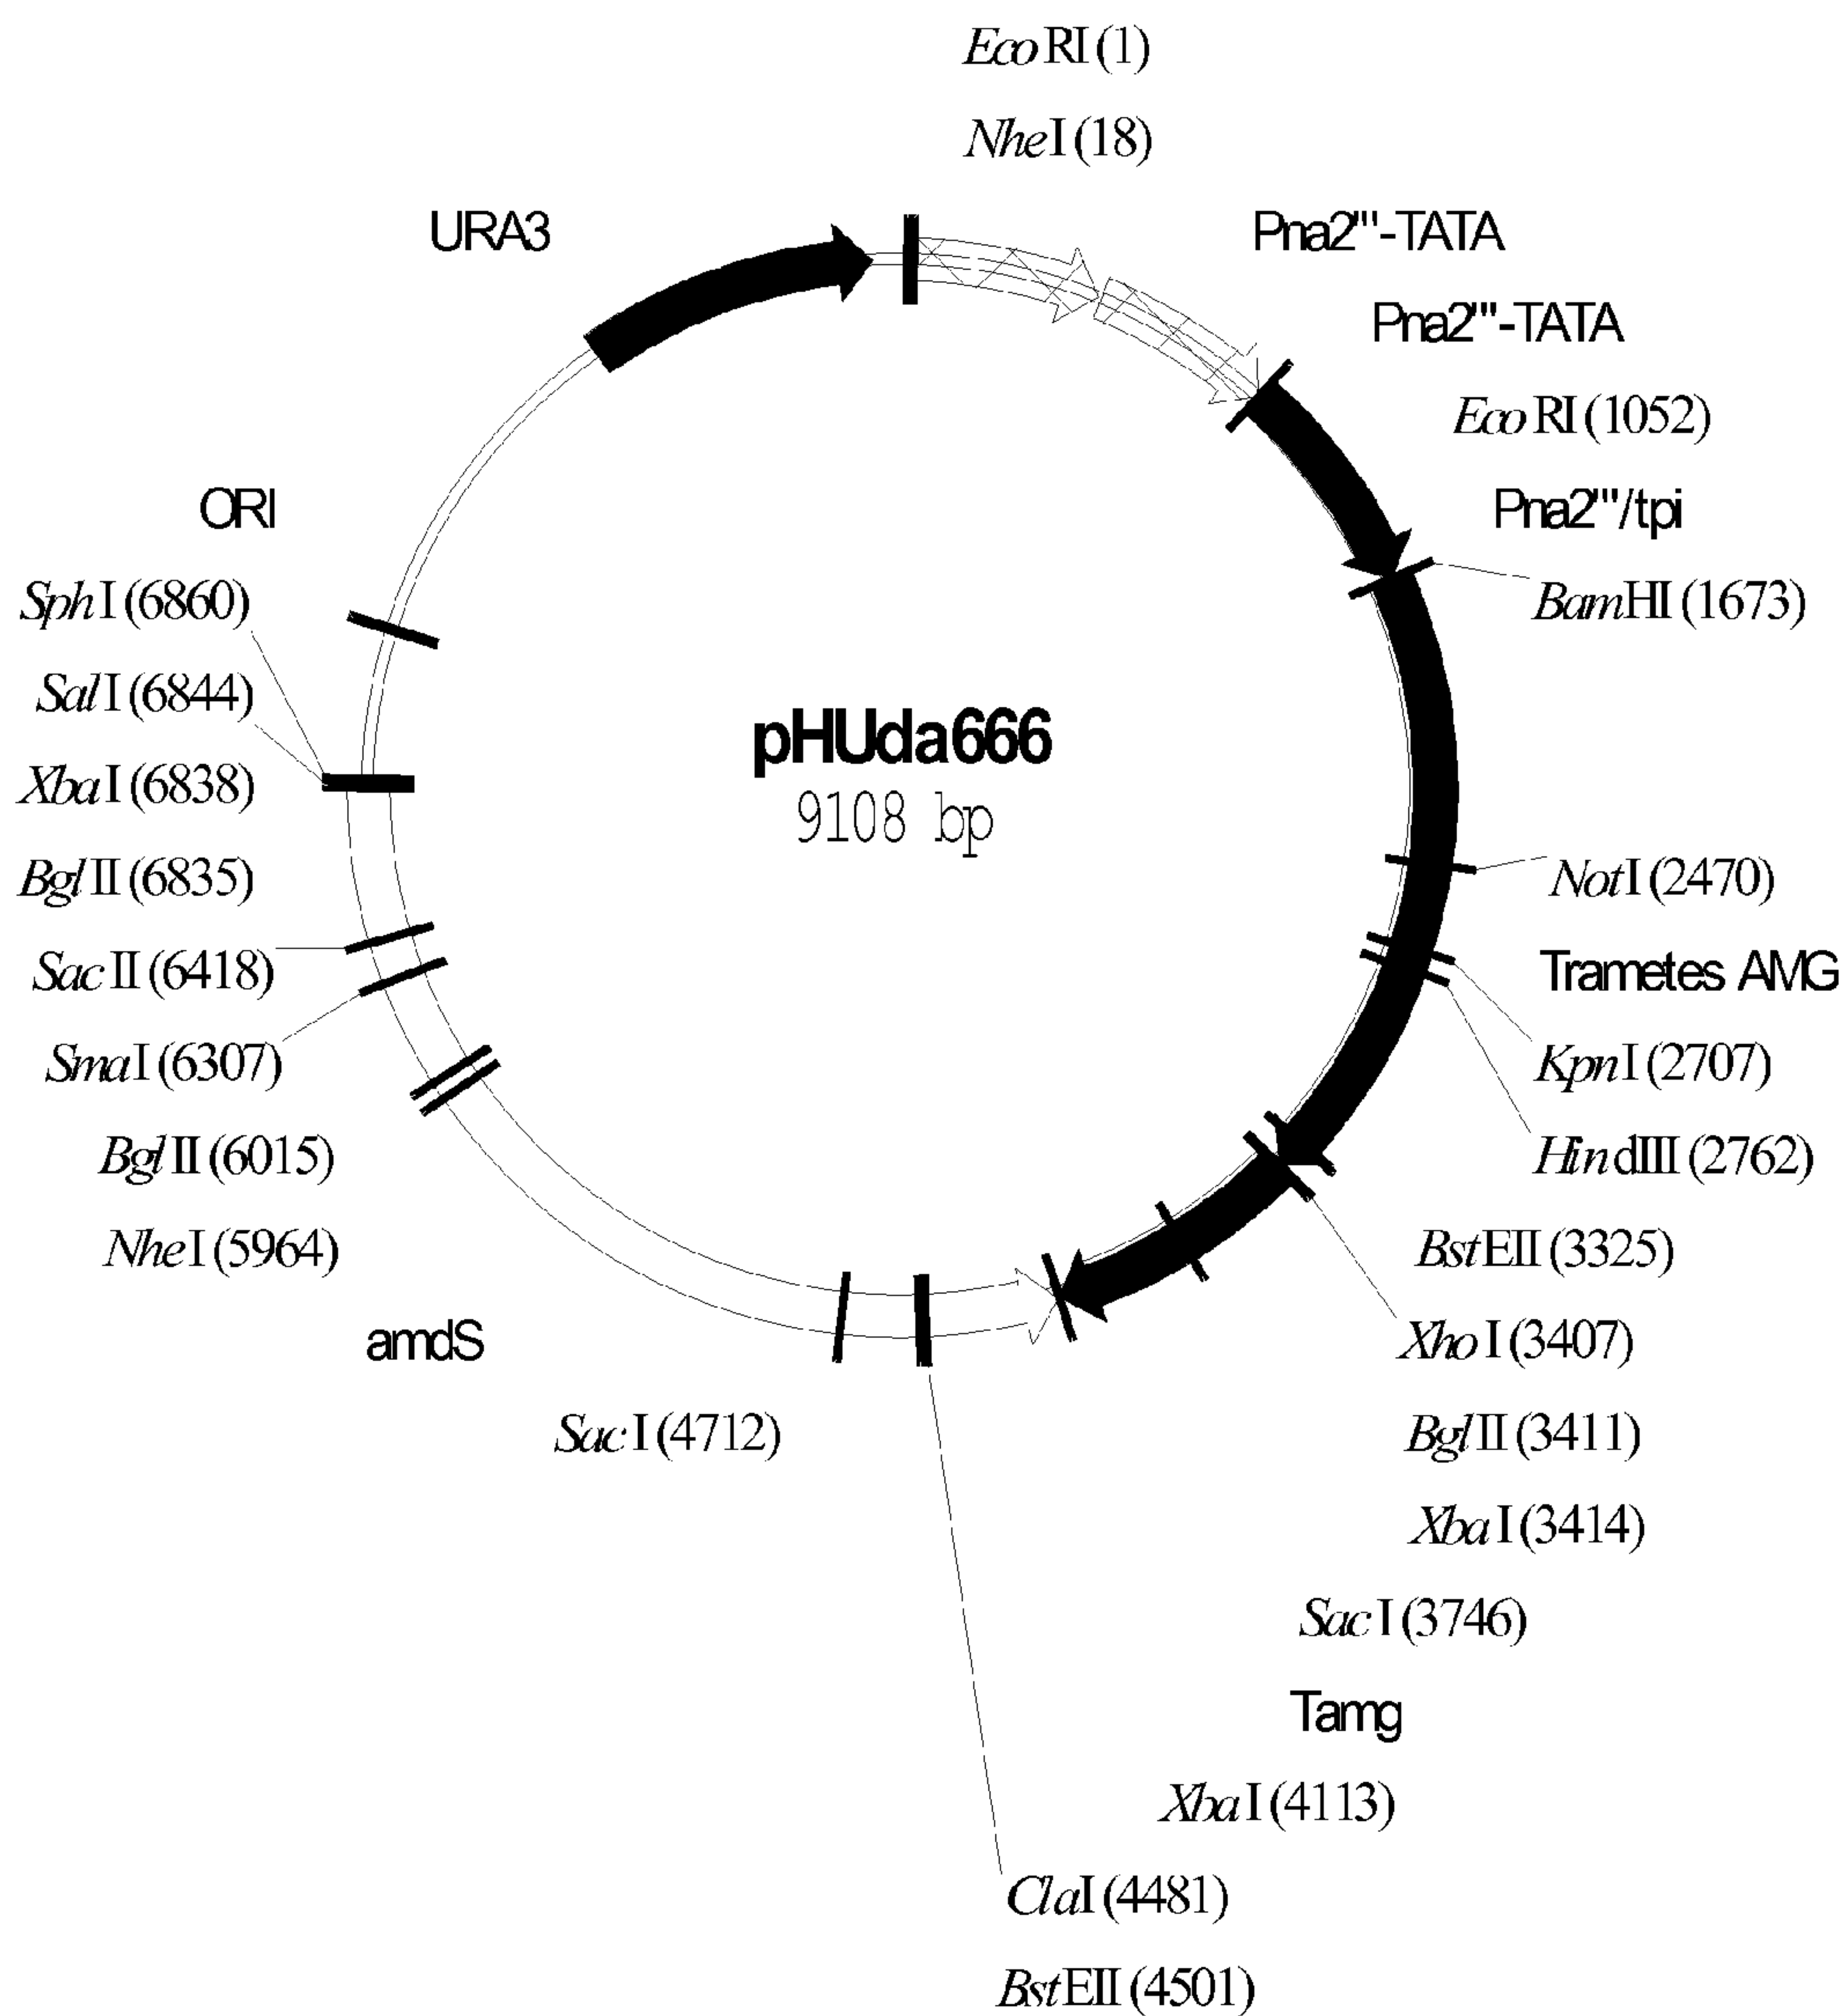 EcoRI (1)
NheI (18)
URA3
Pna2'''-TATA
Pna2'''-TATA
EcoRI (1052)
Pna2'''/tpi
BamHI (1673)
ORI
SphI (6860)
SalI (6844)
XbaI (6838)
BglII (6835)
SacII (6418)
SmaI (6307)
BglII (6015)
NheI (5964)
amdS
pHUda666
9108 bp
NotI (2470)
Trametes AMG
KpnI (2707)
HindIII (2762)
BstEII (3325)
XhoI (3407)
BglII (3411)
XbaI (3414)
SacI (3746)
Tamg
XbaI (4113)
ClaI (4481)
BstEII (4501)
SacI (4712)